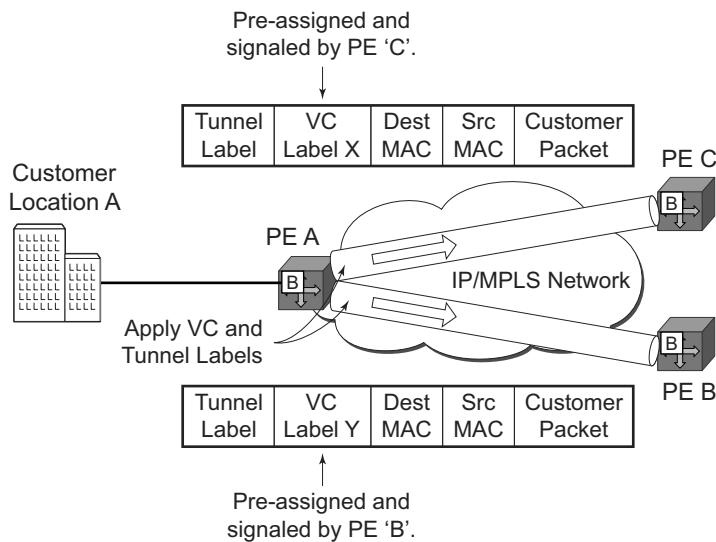 Pre-assigned and
signaled by PE ‘C’.
Tunnel Label
VC Label X
Dest MAC
Src MAC
Customer Packet
PE C
B
Customer
Location A
PE A
B
IP/MPLS Network
Apply VC and
Tunnel Labels
B
PE B
Tunnel Label
VC Label Y
Dest MAC
Src MAC
Customer Packet
Pre-assigned and
signaled by PE ‘B’.